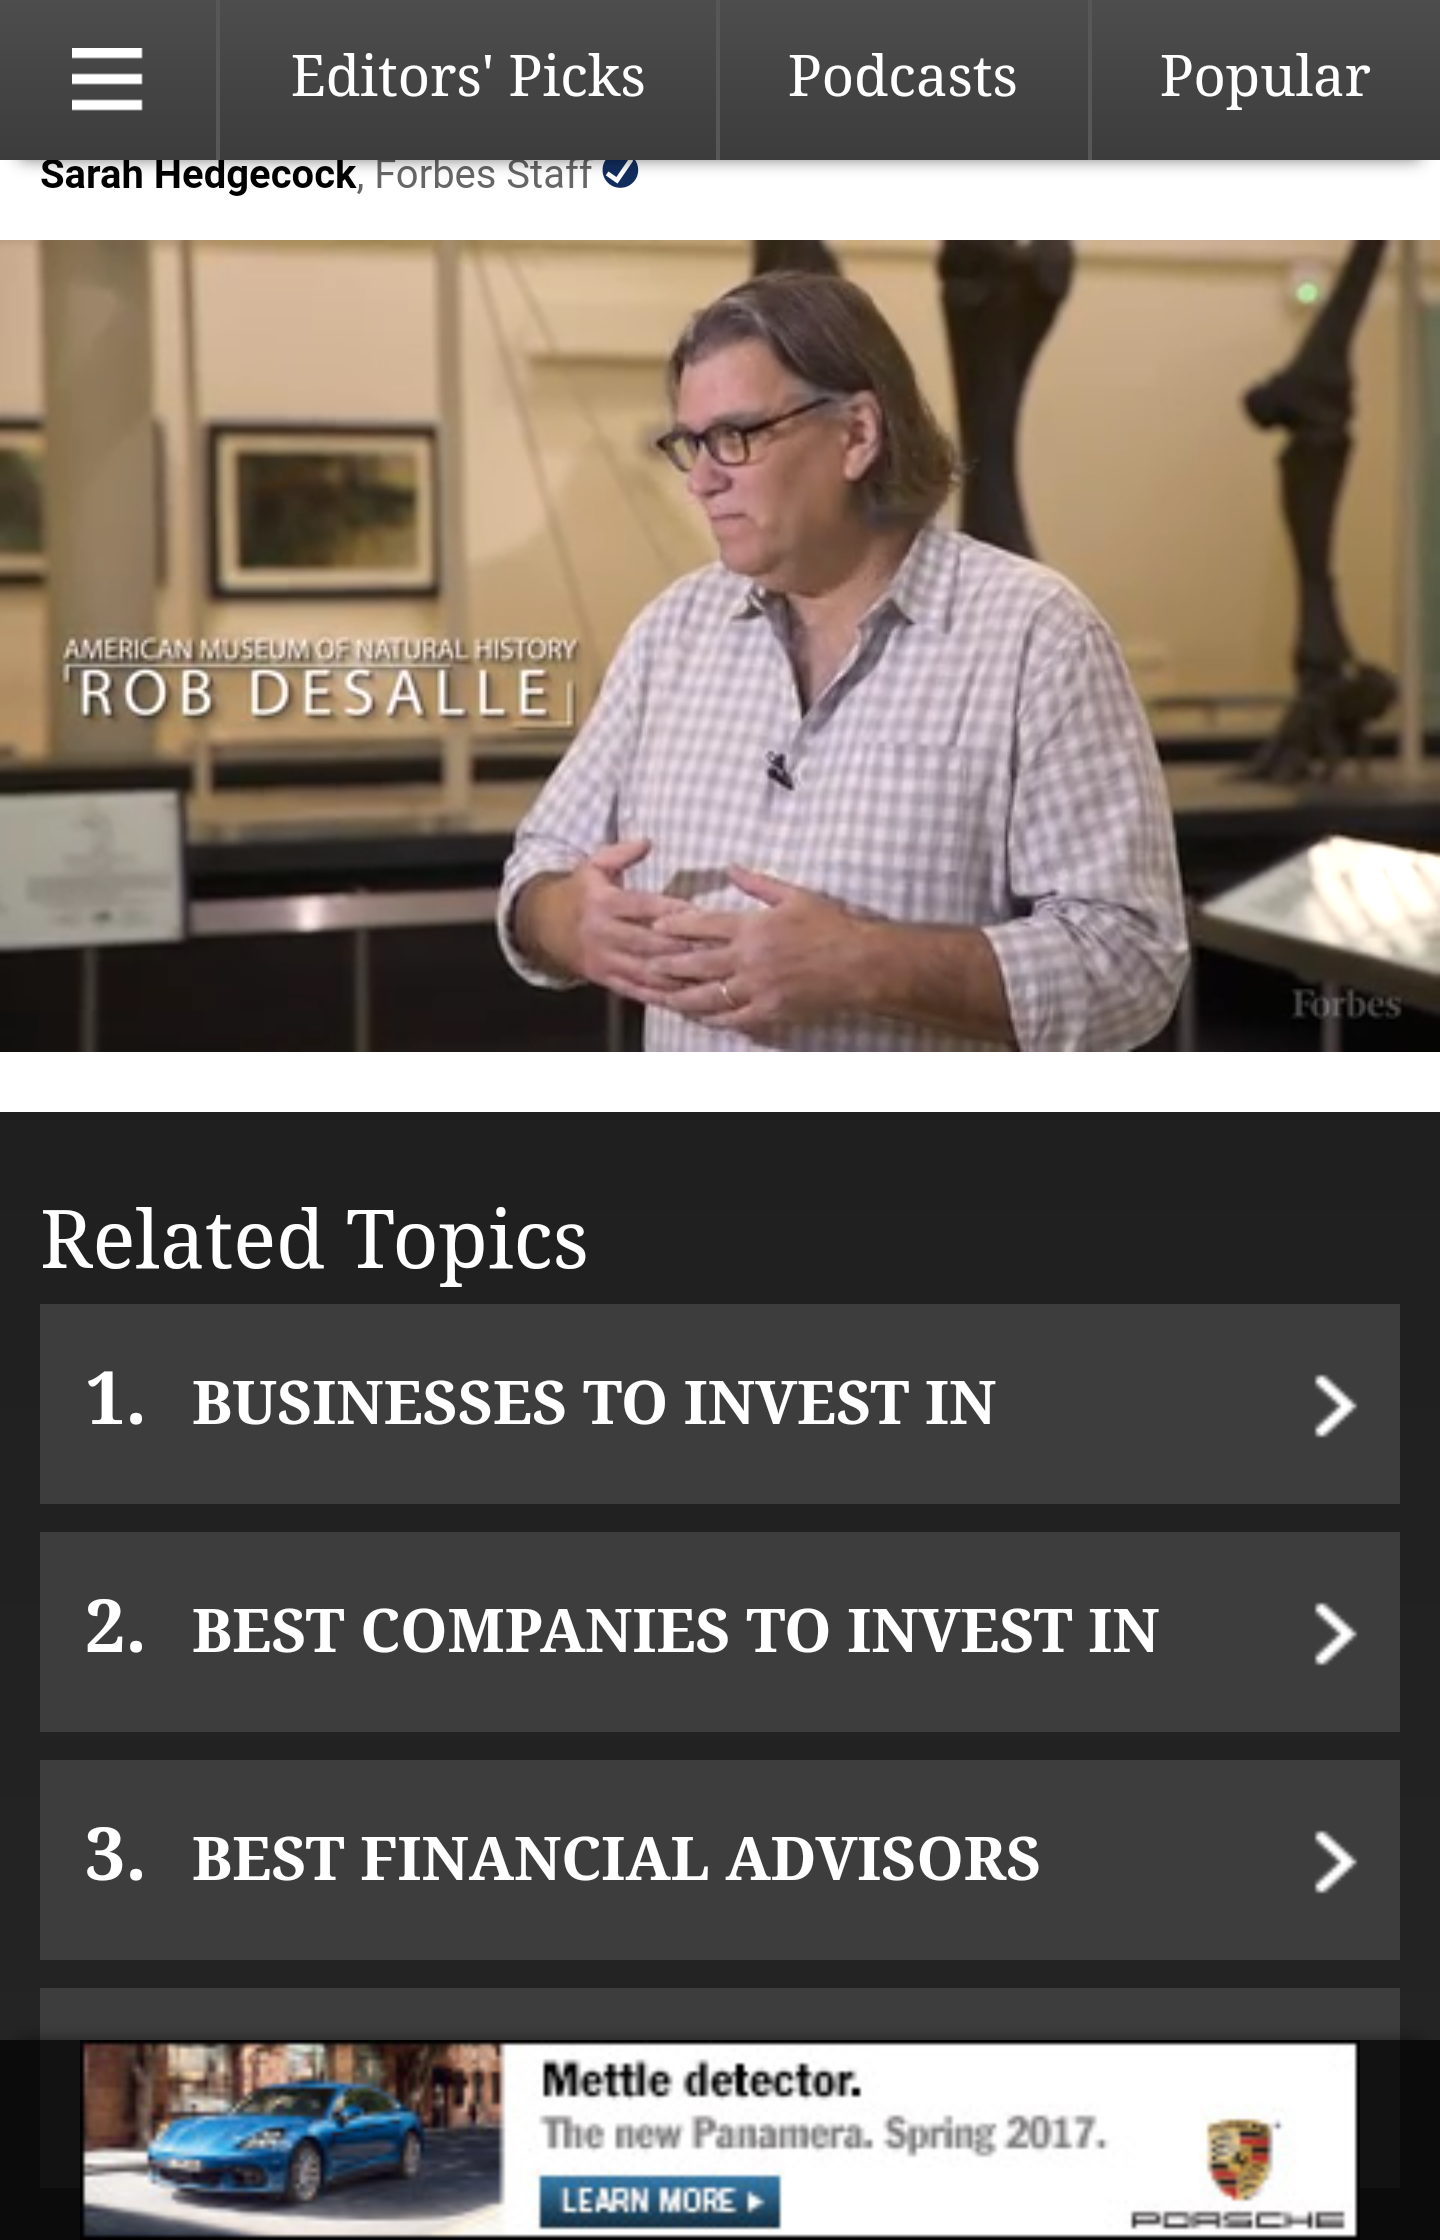 Editors' Picks Podcasts Popular
Sarah Hedgecock, Forbes Staff
AMERICAN MUSEUM OF NATURAL HISTORY
ROB DESALLE
Forbes
Related Topics
1. BUSINESSES TO INVEST IN
2. BEST COMPANIES TO INVEST IN
3. BEST FINANCIAL ADVISORS
Mettle detector.
The new Panamera. Spring 2017.
LEARN MORE
PORSCHE